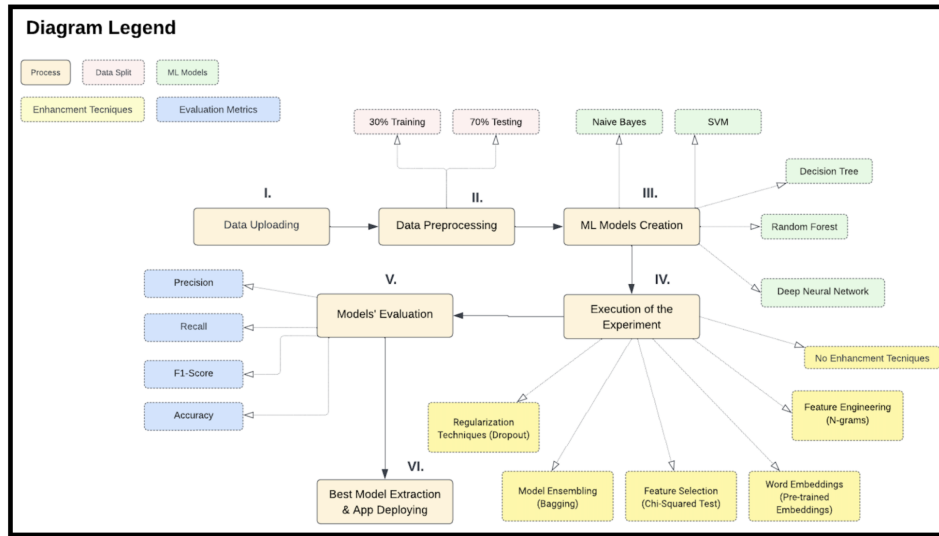 Diagram Legend
Process
Data Split
ML Models
Enhancment Tecniques
Evaluation Metrics
30% Training
70% Testing
Naive Bayes
SVM
I.
II.
III.
Decision Tree
Data Uploading
Data Preprocessing
ML Models Creation
Random Forest
Precision
V.
IV.
Deep Neural Network
Models' Evaluation
Execution of the
Experiment
Recall
No Enhancment Tecniques
F1-Score
Accuracy
Regularization
Techniques (Dropout)
Feature Engineering
(N-grams)
VI.
Best Model Extraction
& App Deploying
Model Ensembling
(Bagging)
Feature Selection
(Chi-Squared Test)
Word Embeddings
(Pre-trained
Embeddings)